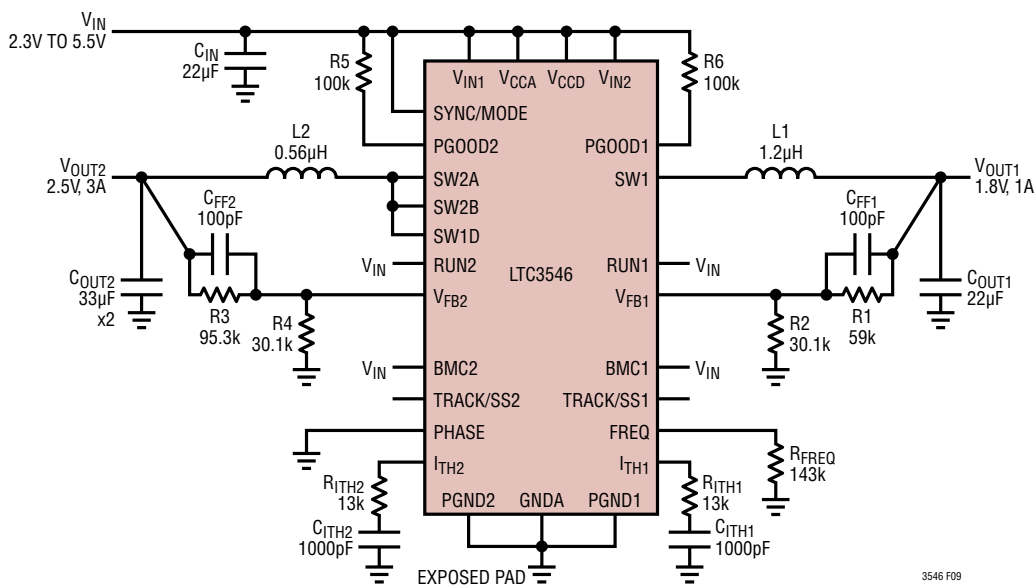 VIN
2.3V TO 5.5V
CIN
22µF
R5
100k
R6
100k
VIN1
VCCA
VCCD
VIN2
SYNC/MODE
PGOOD2
PGOOD1
L2
0.56µH
L1
1.2µH
VOUT2
2.5V, 3A
SW2A
SW1
VOUT1
1.8V, 1A
CFF2
100pF
SW2B
SW1D
CFF1
100pF
VIN
RUN2
LTC3546
RUN1
VIN
COUT2
33µF
x2
VFB2
VFB1
COUT1
22µF
R3
95.3k
R4
30.1k
R2
30.1k
R1
59k
VIN
BMC2
BMC1
VIN
TRACK/SS2
TRACK/SS1
PHASE
FREQ
RFREQ
143k
ITH2
ITH1
RITH2
13k
RITH1
13k
PGND2
GNDA
PGND1
CITH2
1000pF
CITH1
1000pF
EXPOSED PAD
3546 F09